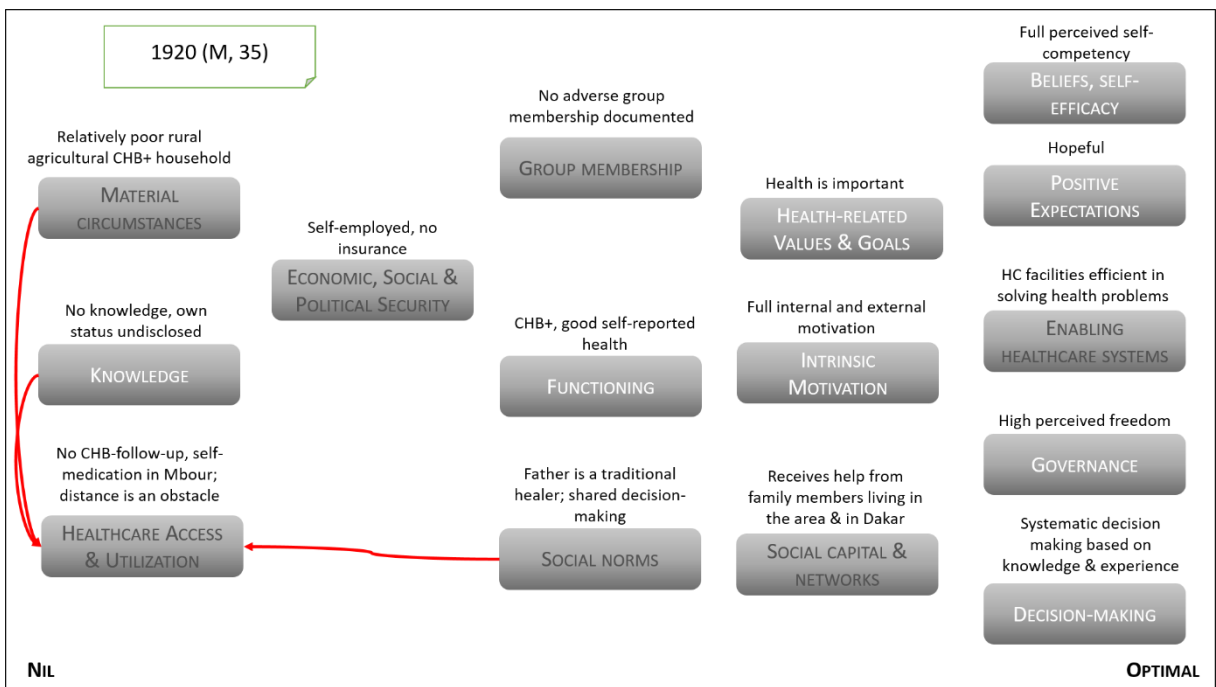 1920 (M, 35)
Relatively poor rural
agricultural CHB+ household
MATERIAL
CIRCUMSTANCES
No knowledge, own
status undisclosed
KNOWLEDGE
No CHB-follow-up, self-
medication in Mbour;
distance is an obstacle
HEALTHCARE ACCESS
& UTILIZATION
Self-employed, no
insurance
ECONOMIC, SOCIAL &
POLITICAL SECURITY
No adverse group
membership documented
GROUP MEMBERSHIP
CHB+, good self-reported
health
FUNCTIONING
Father is a traditional
healer; shared decision-
making
SOCIAL NORMS
Health is important
HEALTH-RELATED
VALUES & GOALS
Full internal and external
motivation
INTRINSIC
MOTIVATION
Receives help from
family members living in
the area & in Dakar
SOCIAL CAPITAL &
NETWORKS
Full perceived self-
competency
BELIEFS, SELF-
EFFICACY
Hopeful
POSITIVE
EXPECTATIONS
HC facilities efficient in
solving health problems
ENABLING
HEALTHCARE SYSTEMS
High perceived freedom
GOVERNANCE
Systematic decision
making based on
knowledge & experience
DECISION-MAKING
NIL
OPTIMAL